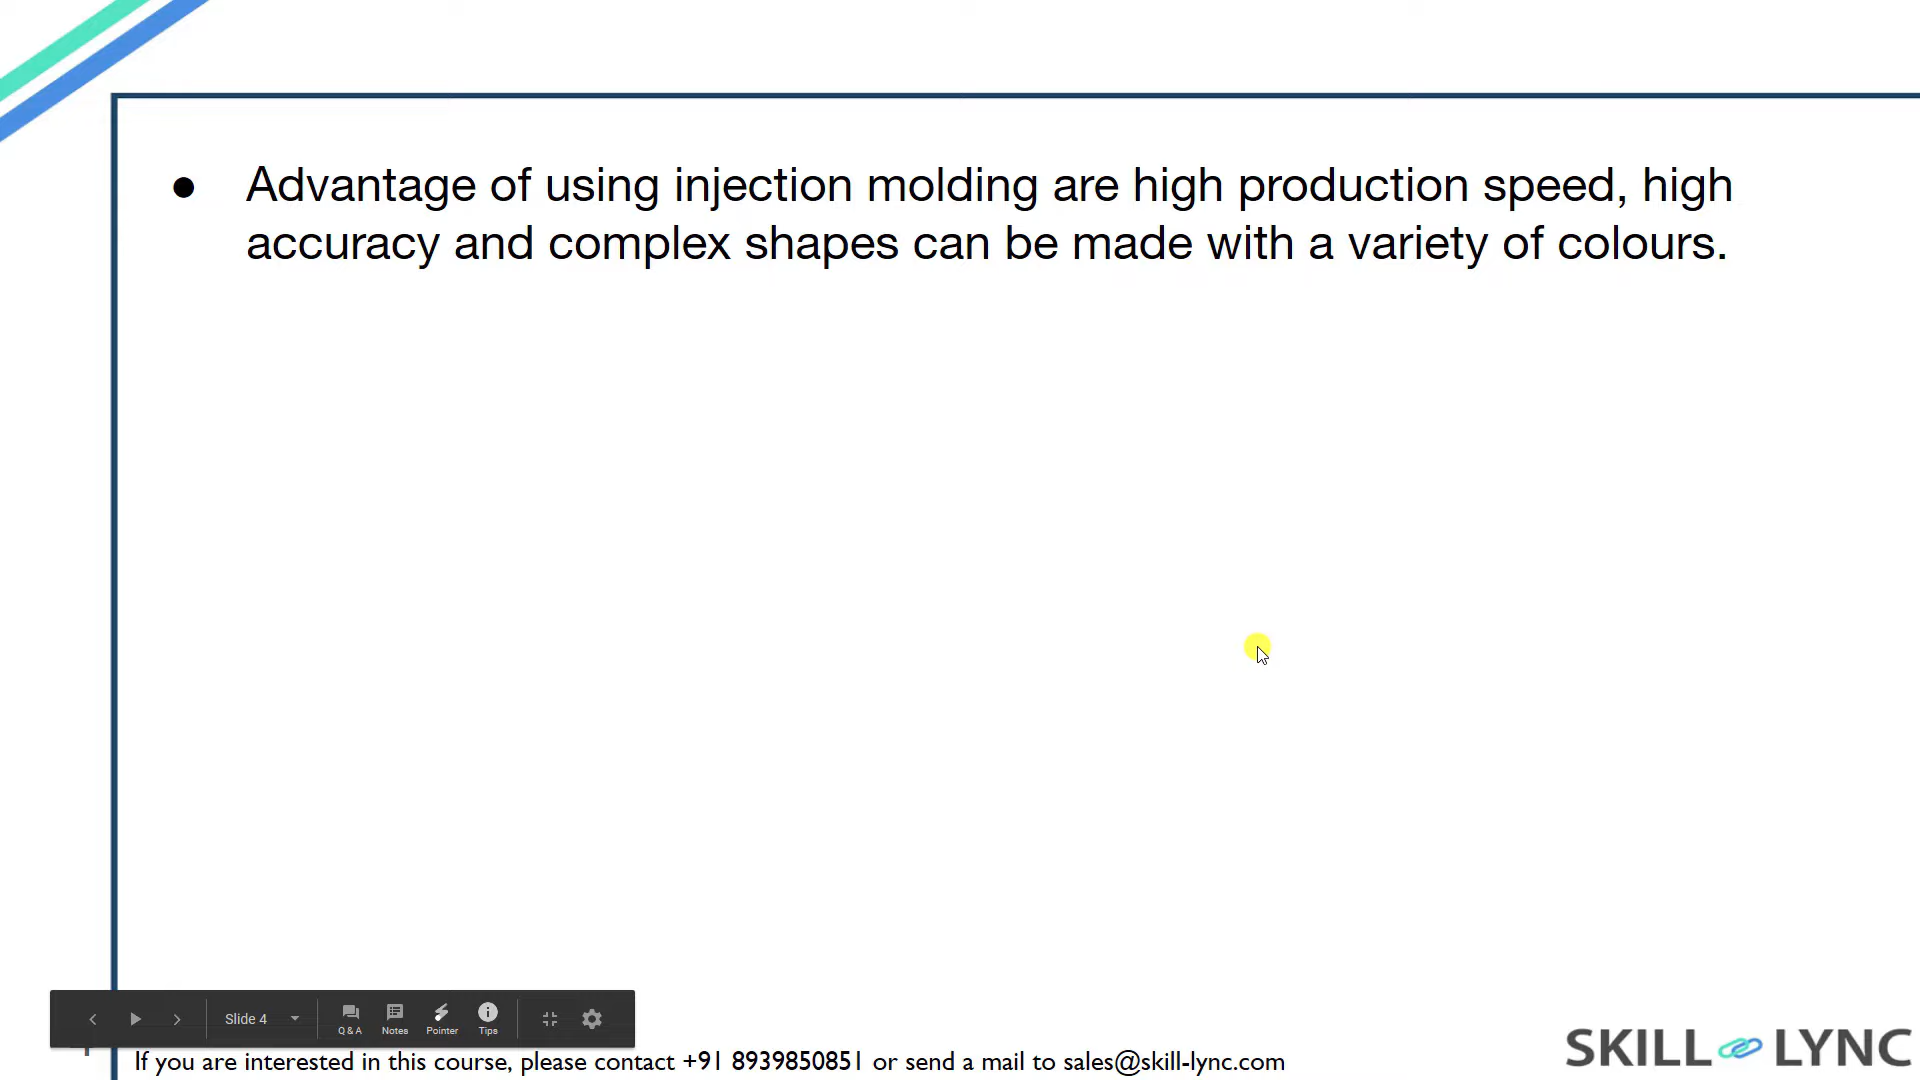 ● Advantage of using injection molding are high production speed, high
accuracy and complex shapes can be made with a variety of colours.
Slide 4
Q & A Notes Pointer Tips
If you are interested in this course, please contact +91 8939850851 or send a mail to sales@skill-lync.com
SKILL LYNC